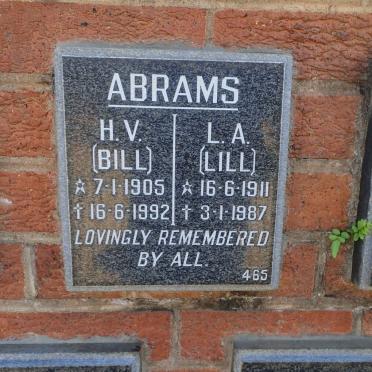 ABRAMS
H.V. L.A.
(BILL) (LILL)
☆ 7-1-1905 ☆ 16-6-1911
† 16-6-1992 † 3-1-1987
LOVINGLY REMEMBERED
BY ALL.
465